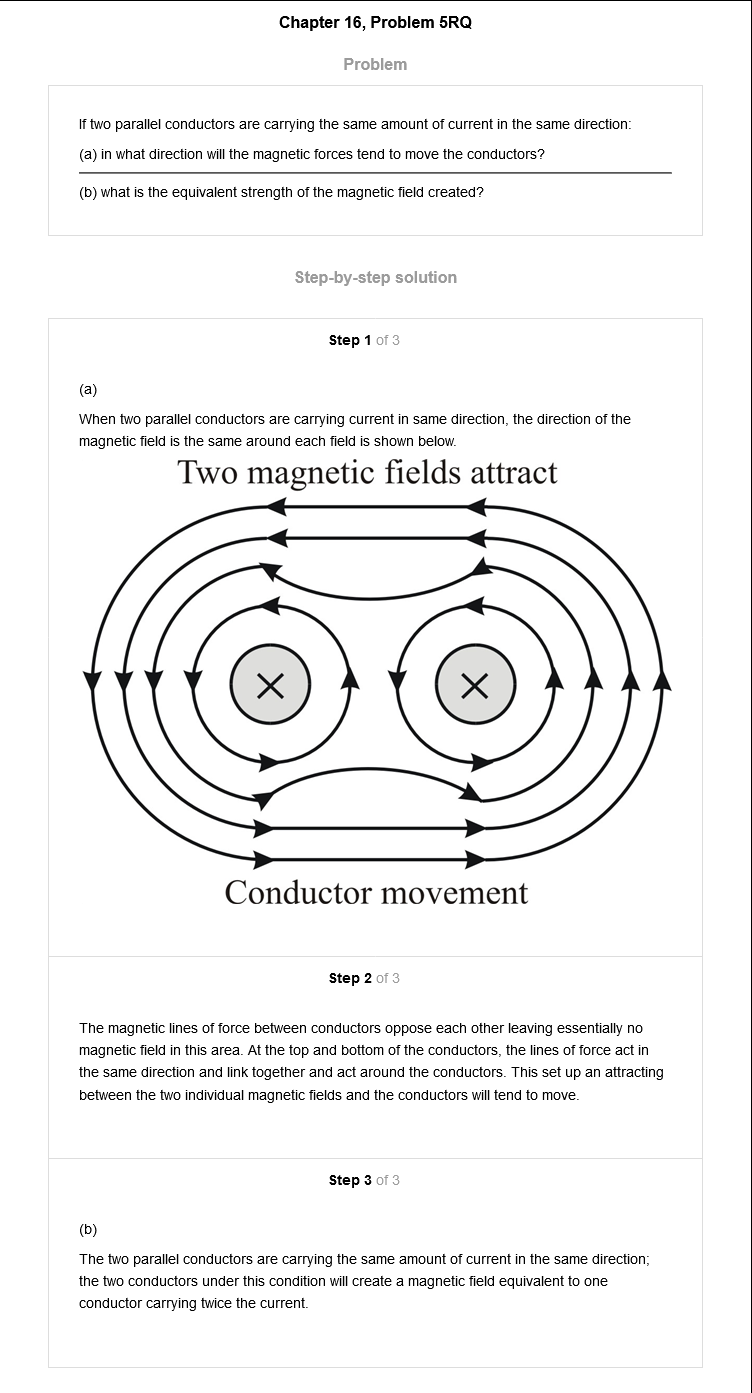 Chapter 16, Problem 5RQ
Problem
If two parallel conductors are carrying the same amount of current in the same direction:
(a) in what direction will the magnetic forces tend to move the conductors?
(b) what is the equivalent strength of the magnetic field created?
Step-by-step solution
Step 1 of 3
(a)
When two parallel conductors are carrying current in same direction, the direction of the
magnetic field is the same around each field is shown below.
Two magnetic fields attract
Conductor movement
Step 2 of 3
The magnetic lines of force between conductors oppose each other leaving essentially no
magnetic field in this area. At the top and bottom of the conductors, the lines of force act in
the same direction and link together and act around the conductors. This set up an attracting
between the two individual magnetic fields and the conductors will tend to move.
Step 3 of 3
(b)
The two parallel conductors are carrying the same amount of current in the same direction;
the two conductors under this condition will create a magnetic field equivalent to one
conductor carrying twice the current.